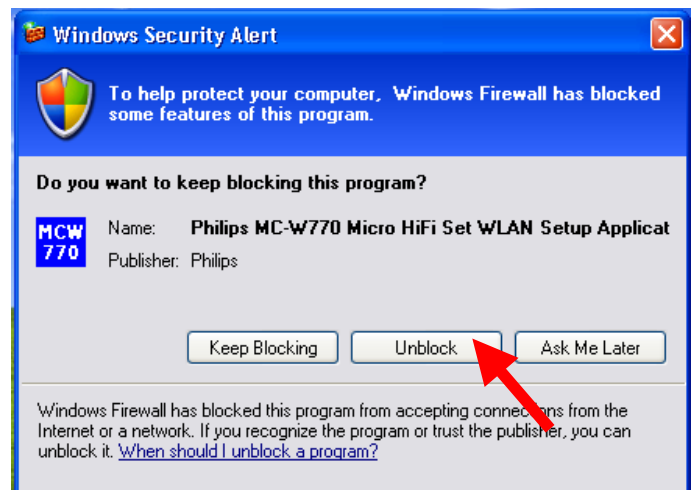 Windows Security Alert
To help protect your computer, Windows Firewall has blocked
some features of this program.
Do you want to keep blocking this program?
MCW
770
Name: Philips MC-W770 Micro HiFi Set WLAN Setup Applicat
Publisher: Philips
Keep Blocking Unblock Ask Me Later
Windows Firewall has blocked this program from accepting connections from the
Internet or a network. If you recognize the program or trust the publisher, you can
unblock it. When should I unblock a program?